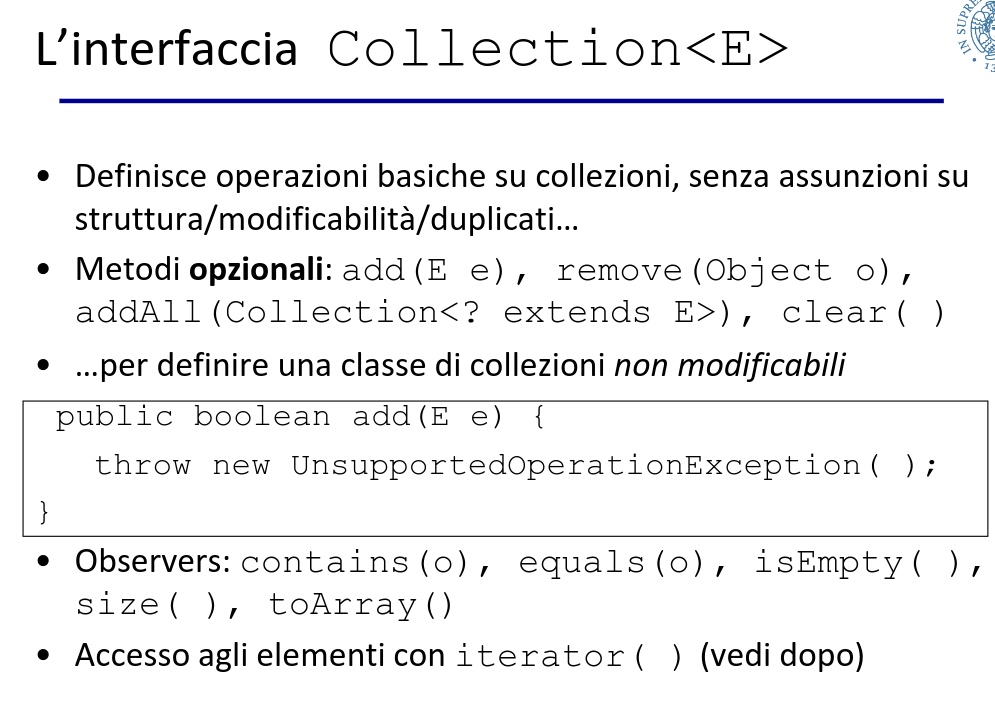 L’interfaccia Collection<E>
IN SUPRE
• Definisce operazioni basiche su collezioni, senza assunzioni su
struttura/modificabilità/duplicati…
• Metodi opzionali: add(E e), remove(Object o),
addAll(Collection<? extends E>), clear( )
• …per definire una classe di collezioni non modificabili
public boolean add(E e) {
throw new UnsupportedOperationException( );
}
• Observers: contains(o), equals(o), isEmpty( ),
size( ), toArray()
• Accesso agli elementi con iterator( ) (vedi dopo)